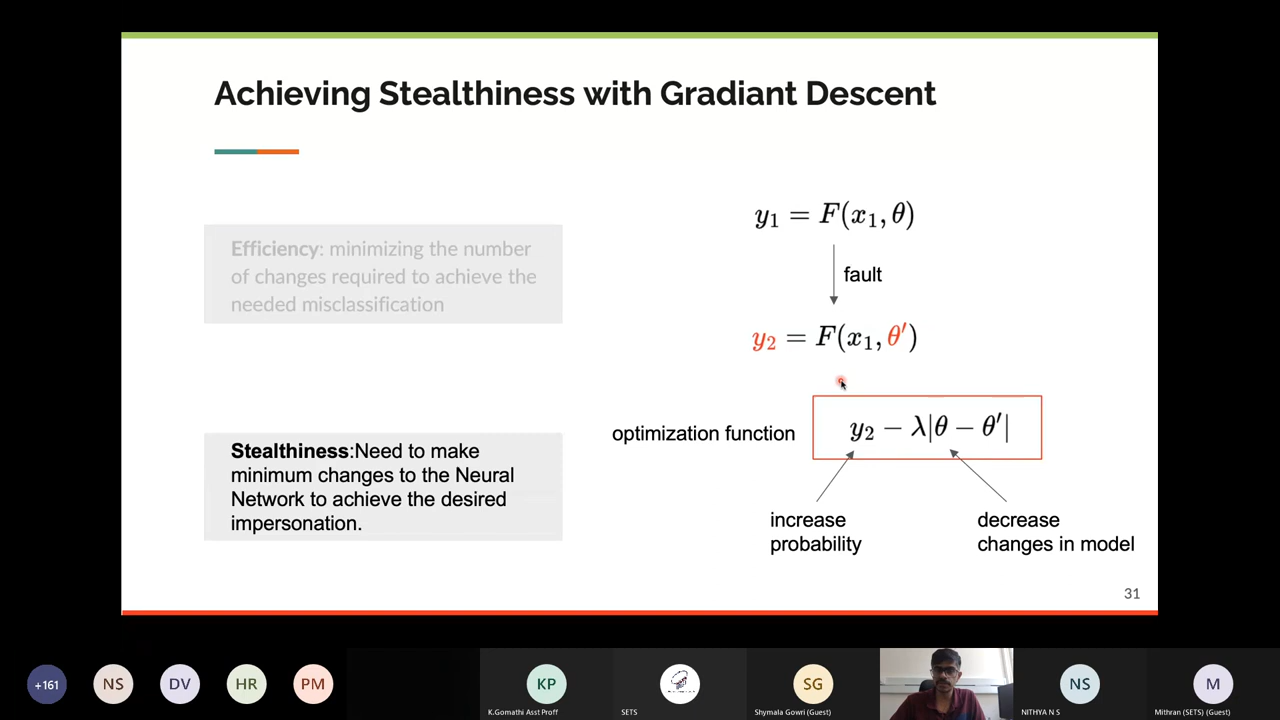 Achieving Stealthiness with Gradiant Descent
Efficiency: minimizing the number
of changes required to achieve the
needed misclassification
Stealthiness:Need to make
minimum changes to the Neural
Network to achieve the desired
impersonation.
y₁ = F(x₁, θ)
fault
y₂ = F(x₁, θ′)
optimization function
y₂ − λ|θ − θ′|
increase
probability
decrease
changes in model
31
+161
NS
DV
HR
PM
KP
K.Gomathi Asst Proff
SETS
SG
Shymala Gowri (Guest)
NS
NITHYA N S
M
Mithran (SETS) (Guest)